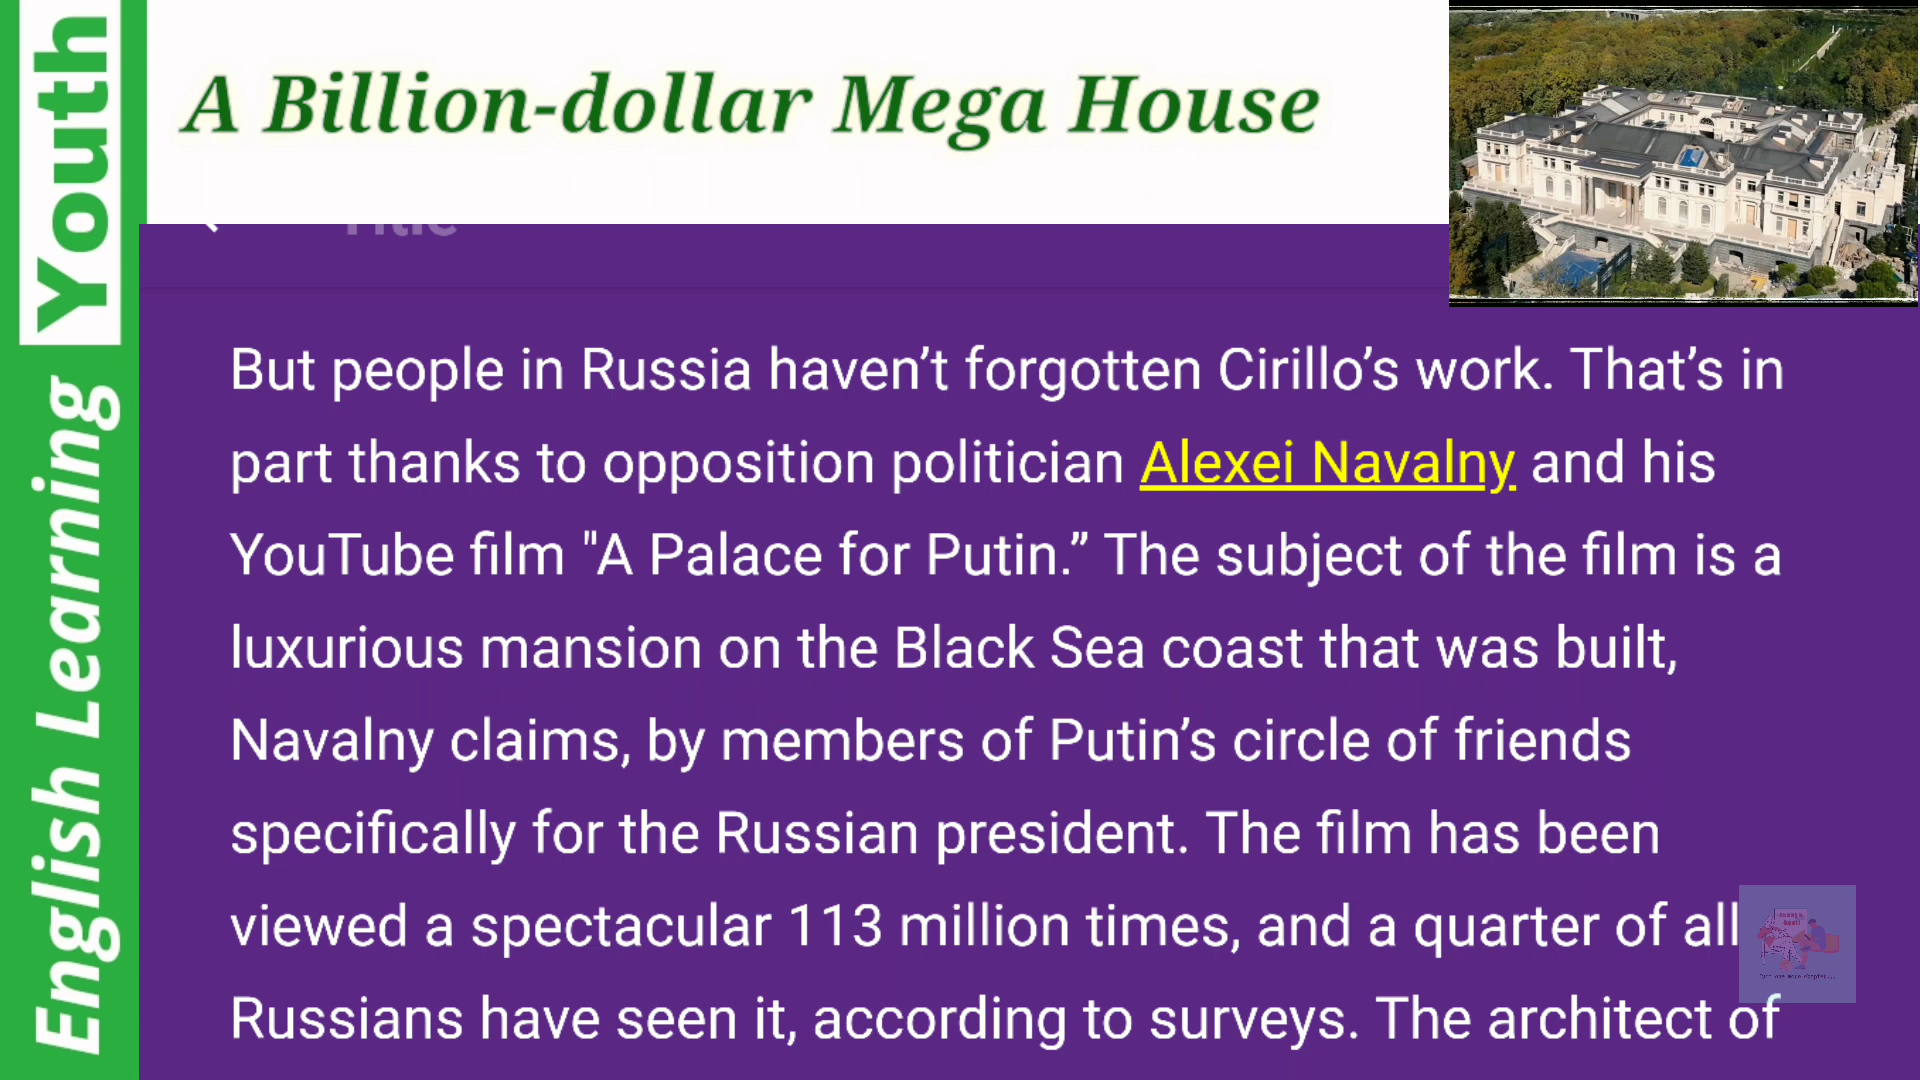 English Learning Youth
A Billion-dollar Mega House
Title
But people in Russia haven’t forgotten Cirillo’s work. That’s in
part thanks to opposition politician Alexei Navalny and his
YouTube film "A Palace for Putin.” The subject of the film is a
luxurious mansion on the Black Sea coast that was built,
Navalny claims, by members of Putin’s circle of friends
specifically for the Russian president. The film has been
viewed a spectacular 113 million times, and a quarter of all
Russians have seen it, according to surveys. The architect of